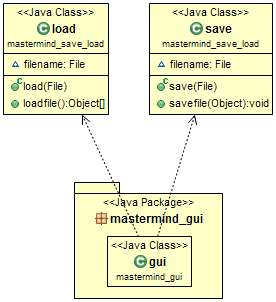 <<Java Class>>
load
mastermind_save_load
filename: File
load(File)
loadfile():Object[]
<<Java Class>>
save
mastermind_save_load
filename: File
save(File)
savefile(Object):void
<<Java Package>>
mastermind_gui
<<Java Class>>
gui
mastermind_gui